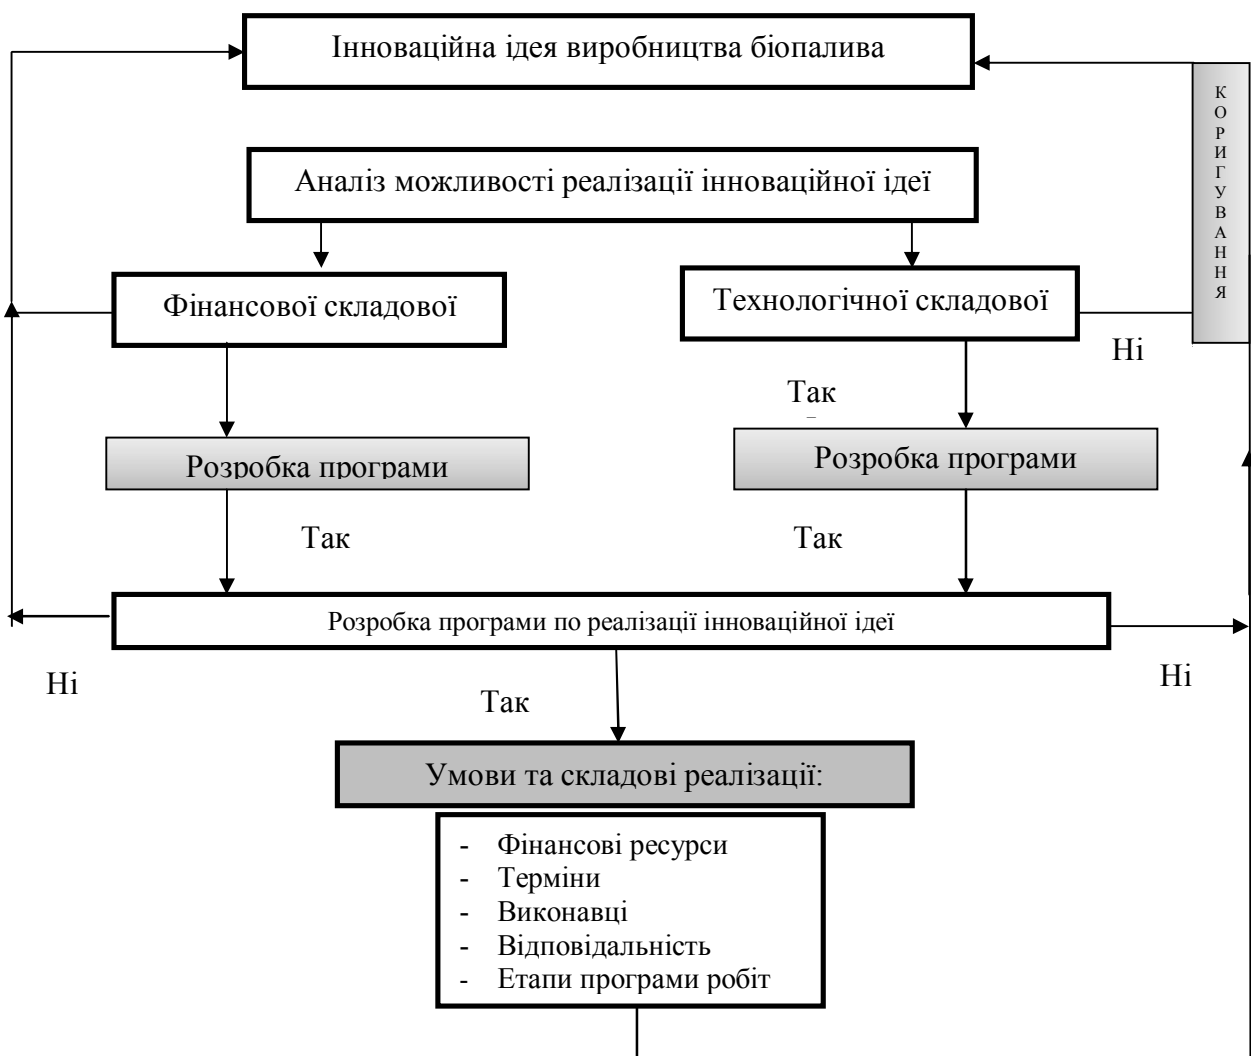 Інноваційна ідея виробництва біопалива
КОРИГУВАННЯ
Аналіз можливості реалізації інноваційної ідеї
Фінансової складової
Технологічної складової
Ні
Так
Розробка програми
Розробка програми
Так
Так
Розробка програми по реалізації інноваційної ідеї
Ні
Ні
Так
Умови та складові реалізації:
- Фінансові ресурси
- Терміни
- Виконавці
- Відповідальність
- Етапи програми робіт